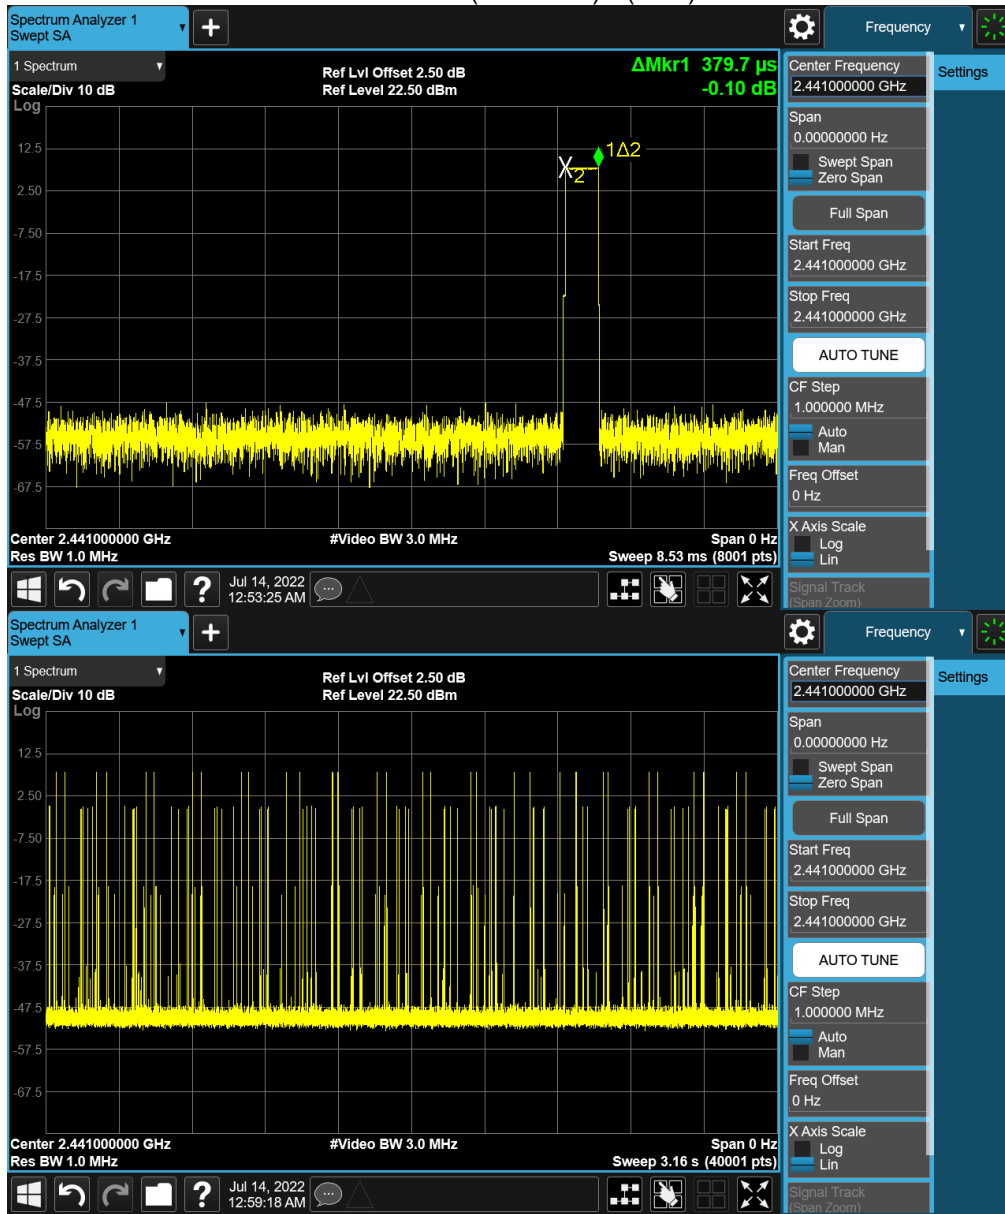 Spectrum Analyzer 1
Swept SA
+
Frequency
1 Spectrum
Scale/Div 10 dB
Log
Ref Lvl Offset 2.50 dB
Ref Level 22.50 dBm
ΔMkr1 379.7 µs
-0.10 dB
12.5
2.50
-7.50
-17.5
-27.5
-37.5
-47.5
-57.5
-67.5
X2
1Δ2
Center 2.441000000 GHz
Res BW 1.0 MHz
#Video BW 3.0 MHz
Span 0 Hz
Sweep 8.53 ms (8001 pts)
Center Frequency
2.441000000 GHz
Settings
Span
0.00000000 Hz
Swept Span
Zero Span
Full Span
Start Freq
2.441000000 GHz
Stop Freq
2.441000000 GHz
AUTO TUNE
CF Step
1.000000 MHz
Auto
Man
Freq Offset
0 Hz
X Axis Scale
Log
Lin
Signal Track
(Span Zoom)
?
Jul 14, 2022
12:53:25 AM
Spectrum Analyzer 1
Swept SA
+
Frequency
1 Spectrum
Scale/Div 10 dB
Log
Ref Lvl Offset 2.50 dB
Ref Level 22.50 dBm
12.5
2.50
-7.50
-17.5
-27.5
-37.5
-47.5
-57.5
-67.5
Center 2.441000000 GHz
Res BW 1.0 MHz
#Video BW 3.0 MHz
Span 0 Hz
Sweep 3.16 s (40001 pts)
Center Frequency
2.441000000 GHz
Settings
Span
0.00000000 Hz
Swept Span
Zero Span
Full Span
Start Freq
2.441000000 GHz
Stop Freq
2.441000000 GHz
AUTO TUNE
CF Step
1.000000 MHz
Auto
Man
Freq Offset
0 Hz
X Axis Scale
Log
Lin
Signal Track
(Span Zoom)
?
Jul 14, 2022
12:59:18 AM